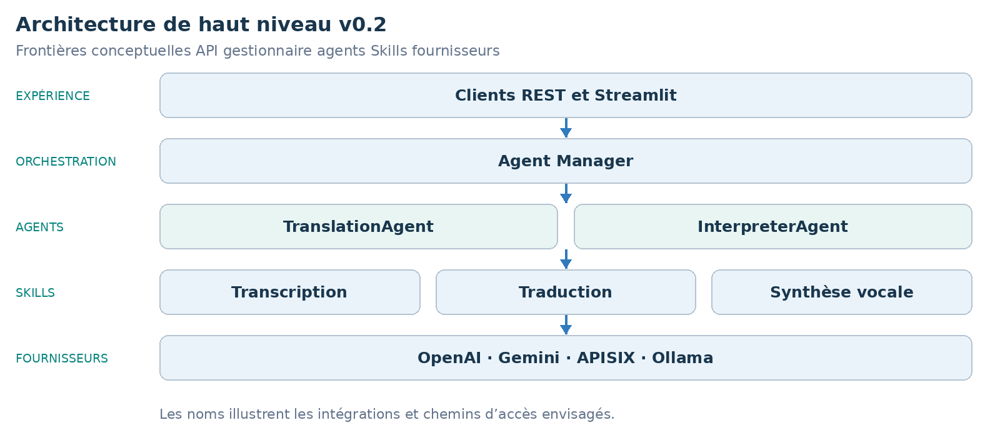 Architecture de haut niveau v0.2
Frontières conceptuelles API gestionnaire agents Skills fournisseurs
EXPÉRIENCE
Clients REST et Streamlit
ORCHESTRATION
Agent Manager
AGENTS
TranslationAgent
InterpreterAgent
SKILLS
Transcription
Traduction
Synthèse vocale
FOURNISSEURS
OpenAI · Gemini · APISIX · Ollama
Les noms illustrent les intégrations et chemins d’accès envisagés.